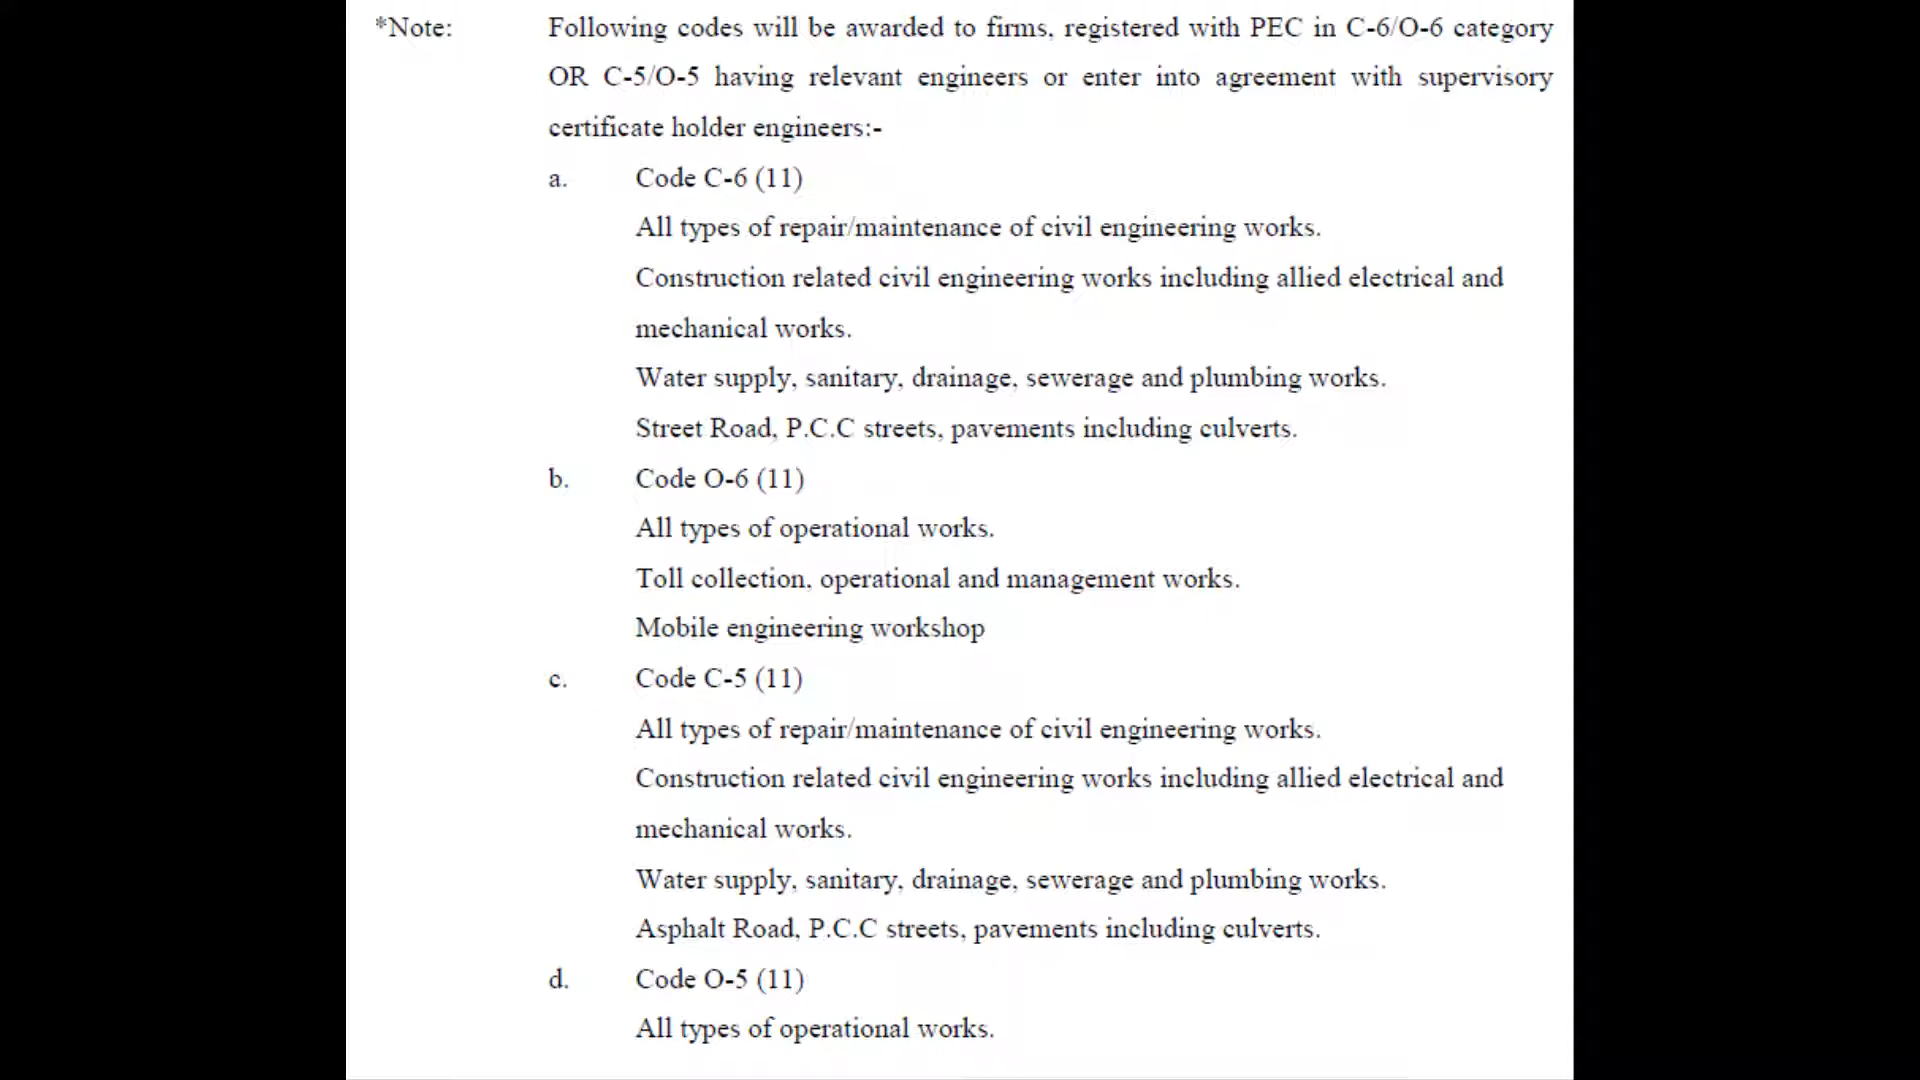 *Note: Following codes will be awarded to firms, registered with PEC in C-6/O-6 category
OR C-5/O-5 having relevant engineers or enter into agreement with supervisory
certificate holder engineers:-
a. Code C-6 (11)
All types of repair/maintenance of civil engineering works.
Construction related civil engineering works including allied electrical and
mechanical works.
Water supply, sanitary, drainage, sewerage and plumbing works.
Street Road, P.C.C streets, pavements including culverts.
b. Code O-6 (11)
All types of operational works.
Toll collection, operational and management works.
Mobile engineering workshop
c. Code C-5 (11)
All types of repair/maintenance of civil engineering works.
Construction related civil engineering works including allied electrical and
mechanical works.
Water supply, sanitary, drainage, sewerage and plumbing works.
Asphalt Road, P.C.C streets, pavements including culverts.
d. Code O-5 (11)
All types of operational works.